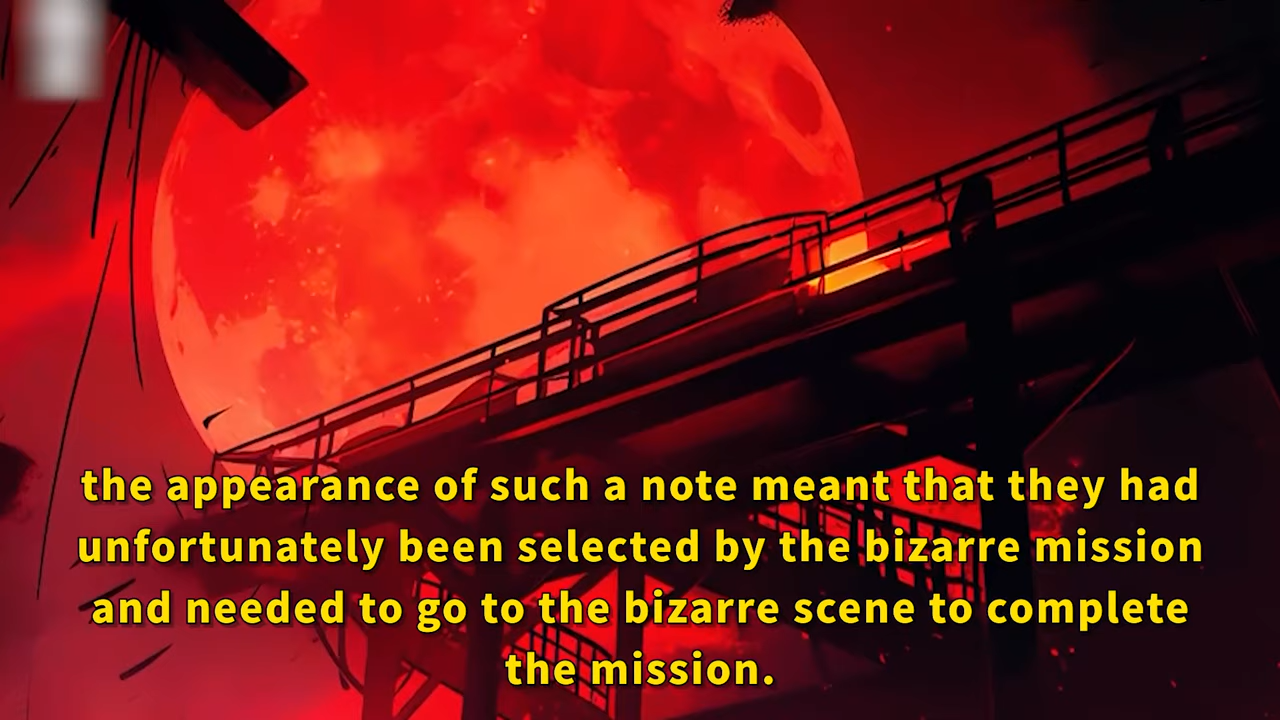 the appearance of such a note meant that they had
unfortunately been selected by the bizarre mission
and needed to go to the bizarre scene to complete
the mission.